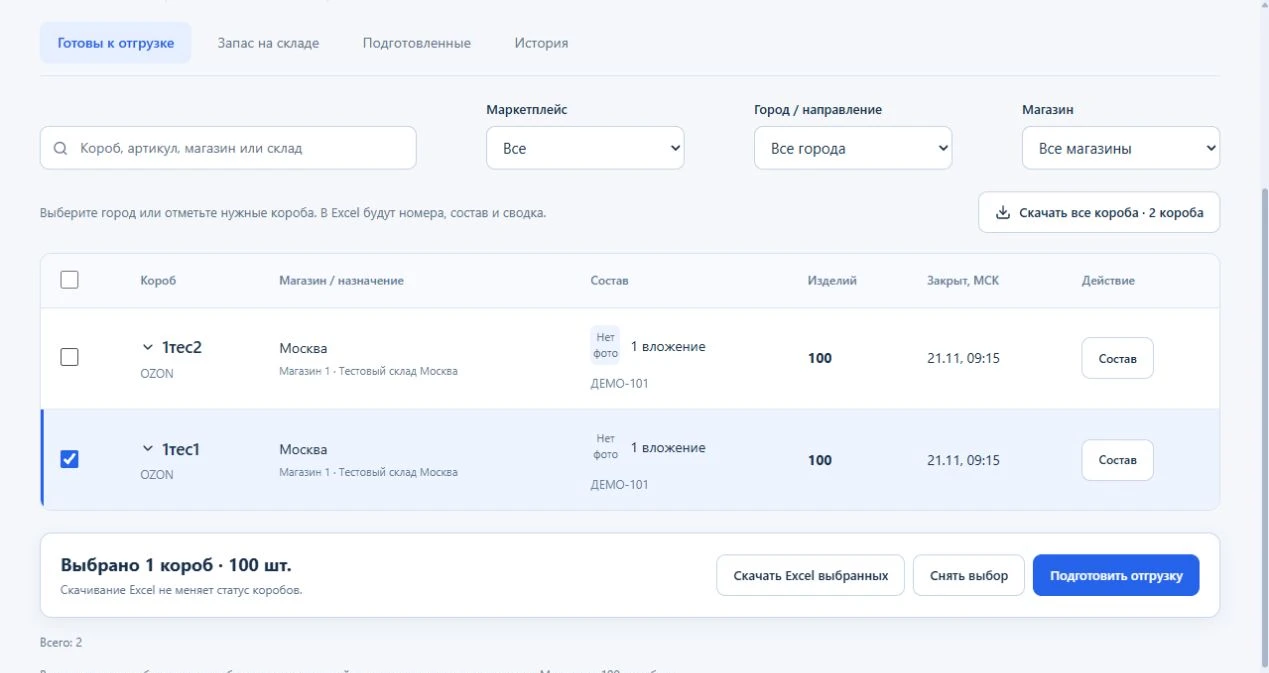 Готовы к отгрузке Запас на складе Подготовленные История
Маркетплейс Город / направление Магазин
Короб, артикул, магазин или склад Все Все города Все магазины
Выберите город или отметьте нужные короба. В Excel будут номера, состав и сводка. Скачать все короба · 2 короба
Короб Магазин / назначение Состав Изделий Закрыт, МСК Действие
1тес2 Москва Нет фото 1 вложение 100 21.11, 09:15 Состав
OZON Магазин 1 · Тестовый склад Москва ДЕМО-101
1тес1 Москва Нет фото 1 вложение 100 21.11, 09:15 Состав
OZON Магазин 1 · Тестовый склад Москва ДЕМО-101
Выбрано 1 короб · 100 шт. Скачать Excel выбранных Снять выбор Подготовить отгрузку
Скачивание Excel не меняет статус коробов.
Всего: 2